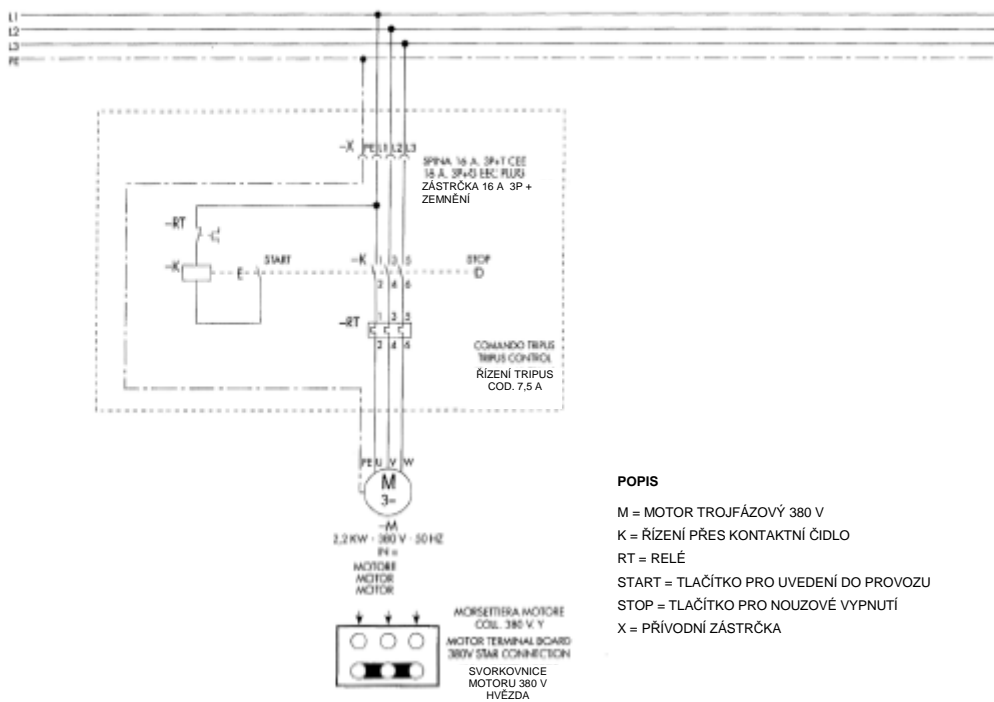 L1
L2
L3
PE
-X PE L1 L2 L3
SPINA 16 A, 3P+T CEE
16 A, 3P+G EEC PLUG
ZÁSTRČKA 16 A 3P +
ZEMNĚNÍ
-RT
-K
E
START
-K 1 3 5
2 4 6
STOP
-RT 1 3 5
2 4 6
COMANDO TRIPUS
TRIPUS CONTROL
ŘÍZENÍ TRIPUS
COD. 7,5 A
PE U V W
M
3~
-M
2,2 KW - 380 V - 50 HZ
IN =
MOTORE
MOTOR
MOTOR
MORSETTIERA MOTORE
COLL. 380 V. Y
MOTOR TERMINAL BOARD
380V STAR CONNECTION
SVORKOVNICE
MOTORU 380 V
HVĚZDA
POPIS
M = MOTOR TROJFÁZOVÝ 380 V
K = ŘÍZENÍ PŘES KONTAKTNÍ ČIDLO
RT = RELÉ
START = TLAČÍTKO PRO UVEDENÍ DO PROVOZU
STOP = TLAČÍTKO PRO NOUZOVÉ VYPNUTÍ
X = PŘÍVODNÍ ZÁSTRČKA